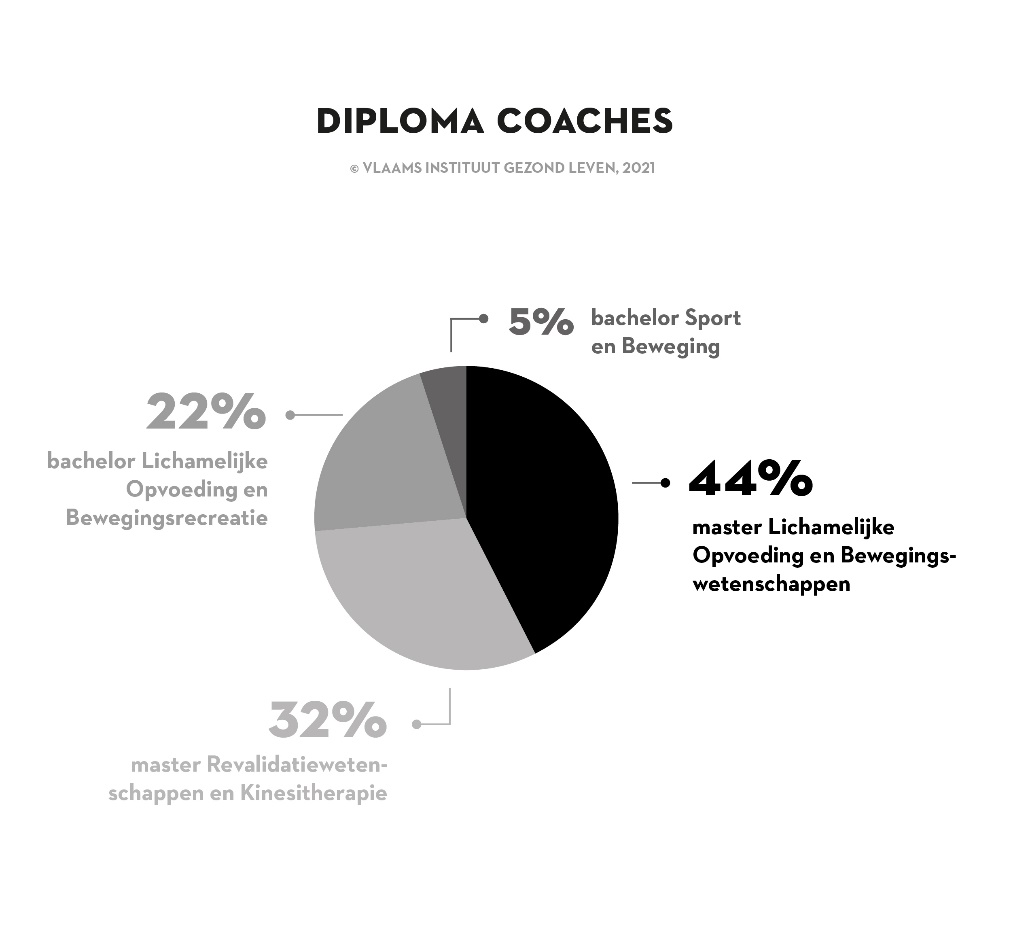 DIPLOMA COACHES
© VLAAMS INSTITUUT GEZOND LEVEN, 2021
5%
bachelor Sport
en Beweging
22%
bachelor Lichamelijke
Opvoeding en
Bewegingsrecreatie
44%
master Lichamelijke
Opvoeding en Bewegings-
wetenschappen
32%
master Revalidatieweten-
schappen en Kinesitherapie